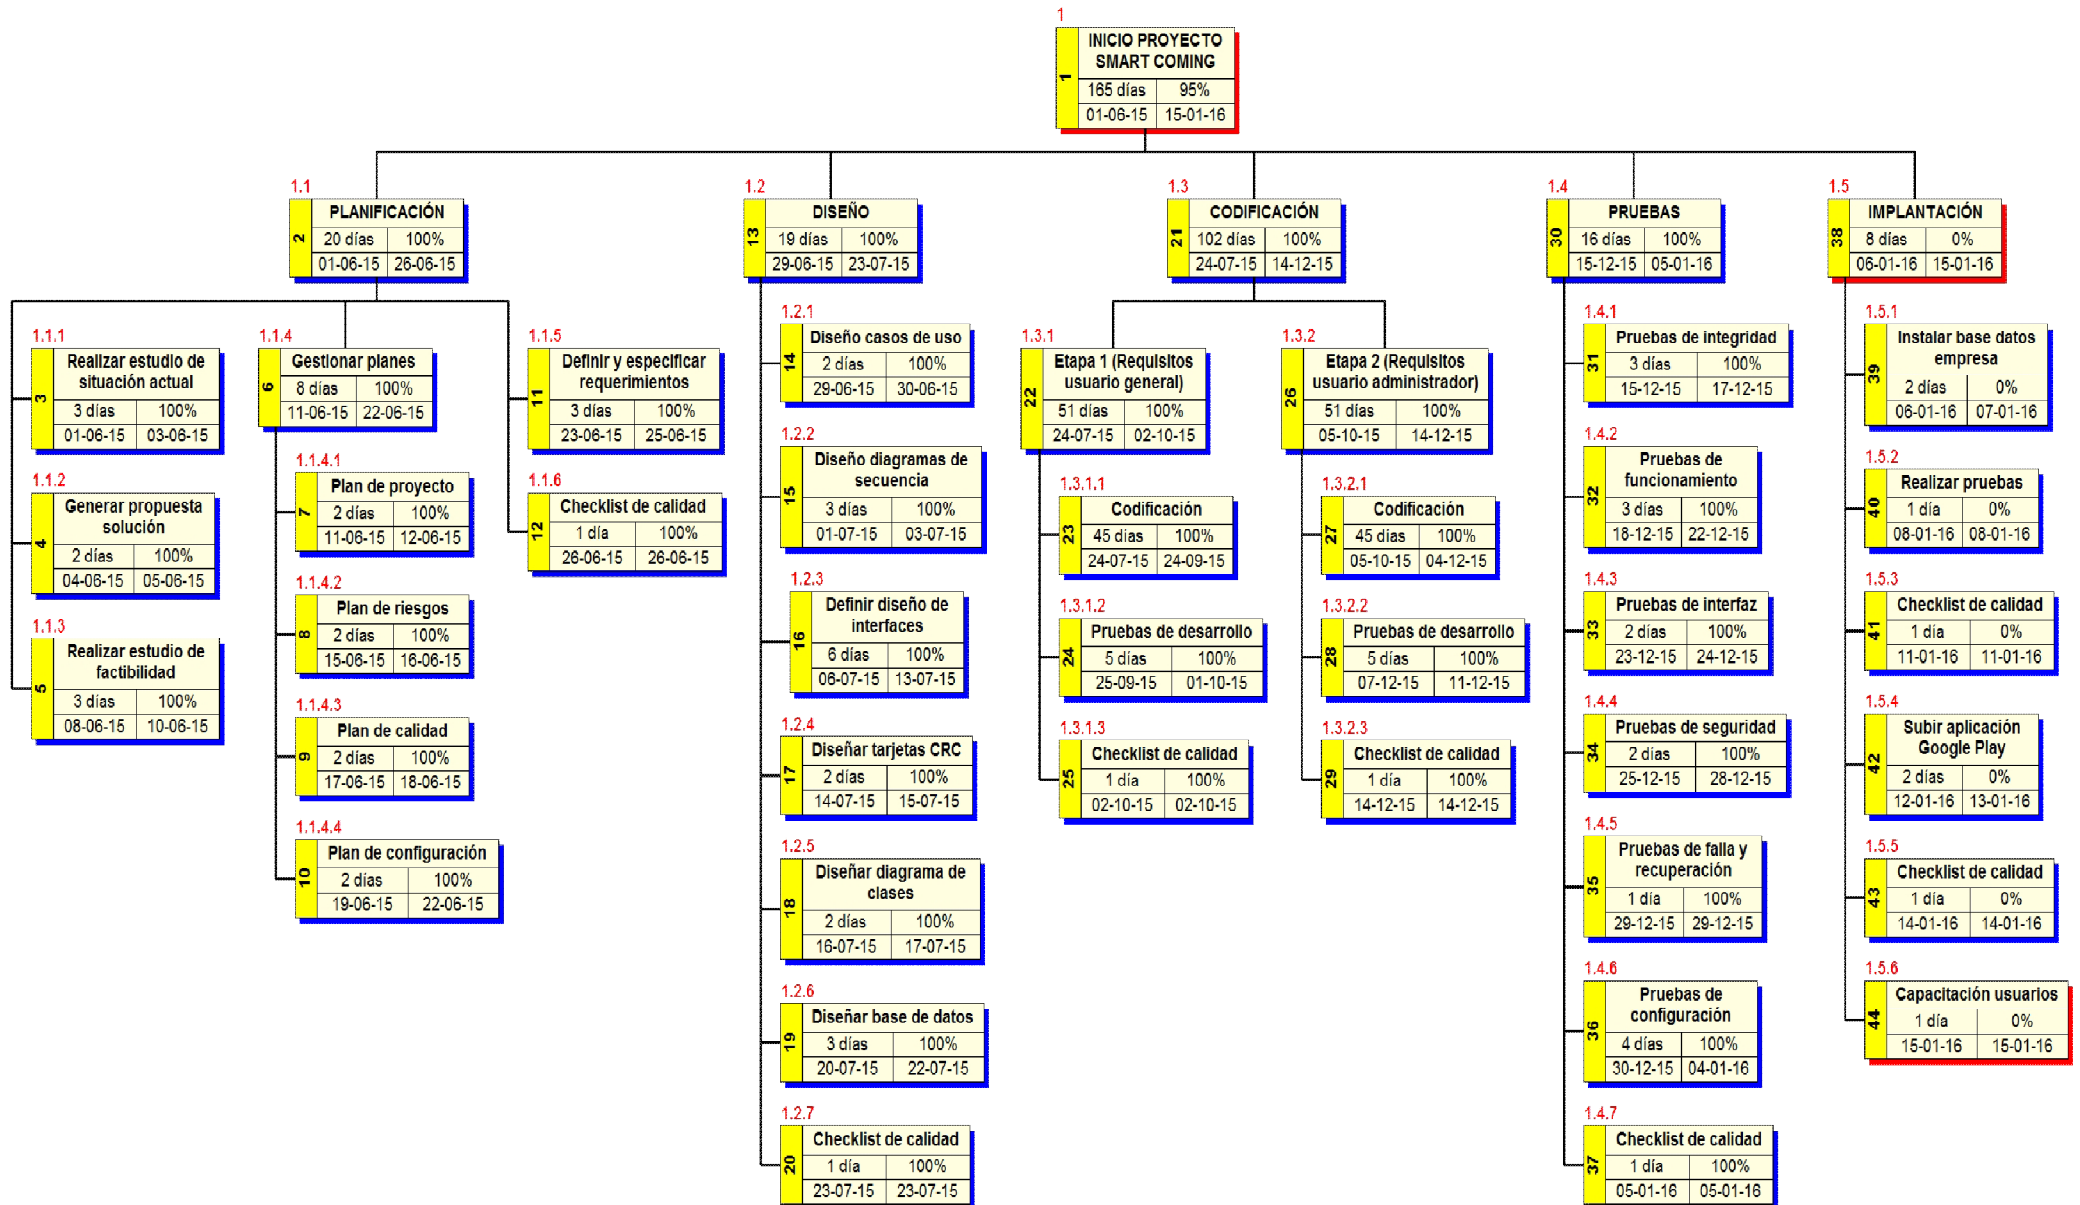 1
1
INICIO PROYECTO
SMART COMING
165 días 95%
01-06-15 15-01-16
1.1
2
PLANIFICACIÓN
20 días 100%
01-06-15 26-06-15
1.1.1
3
Realizar estudio de
situación actual
3 días 100%
01-06-15 03-06-15
1.1.2
4
Generar propuesta
solución
2 días 100%
04-06-15 05-06-15
1.1.3
5
Realizar estudio de
factibilidad
3 días 100%
08-06-15 10-06-15
1.1.4
6
Gestionar planes
8 días 100%
11-06-15 22-06-15
1.1.4.1
7
Plan de proyecto
2 días 100%
11-06-15 12-06-15
1.1.4.2
8
Plan de riesgos
2 días 100%
15-06-15 16-06-15
1.1.4.3
9
Plan de calidad
2 días 100%
17-06-15 18-06-15
1.1.4.4
10
Plan de configuración
2 días 100%
19-06-15 22-06-15
1.1.5
11
Definir y especificar
requerimientos
3 días 100%
23-06-15 25-06-15
1.1.6
12
Checklist de calidad
1 día 100%
26-06-15 26-06-15
1.2
13
DISEÑO
19 días 100%
29-06-15 23-07-15
1.2.1
14
Diseño casos de uso
2 días 100%
29-06-15 30-06-15
1.2.2
15
Diseño diagramas de
secuencia
3 días 100%
01-07-15 03-07-15
1.2.3
16
Definir diseño de
interfaces
6 días 100%
06-07-15 13-07-15
1.2.4
17
Diseñar tarjetas CRC
2 días 100%
14-07-15 15-07-15
1.2.5
18
Diseñar diagrama de
clases
2 días 100%
16-07-15 17-07-15
1.2.6
19
Diseñar base de datos
3 días 100%
20-07-15 22-07-15
1.2.7
20
Checklist de calidad
1 día 100%
23-07-15 23-07-15
1.3
21
CODIFICACIÓN
102 días 100%
24-07-15 14-12-15
1.3.1
22
Etapa 1 (Requisitos
usuario general)
51 días 100%
24-07-15 02-10-15
1.3.1.1
23
Codificación
45 días 100%
24-07-15 24-09-15
1.3.1.2
24
Pruebas de desarrollo
5 días 100%
25-09-15 01-10-15
1.3.1.3
25
Checklist de calidad
1 día 100%
02-10-15 02-10-15
1.3.2
26
Etapa 2 (Requisitos
usuario administrador)
51 días 100%
05-10-15 14-12-15
1.3.2.1
27
Codificación
45 días 100%
05-10-15 04-12-15
1.3.2.2
28
Pruebas de desarrollo
5 días 100%
07-12-15 11-12-15
1.3.2.3
29
Checklist de calidad
1 día 100%
14-12-15 14-12-15
1.4
30
PRUEBAS
16 días 100%
15-12-15 05-01-16
1.4.1
31
Pruebas de integridad
3 días 100%
15-12-15 17-12-15
1.4.2
32
Pruebas de
funcionamiento
3 días 100%
18-12-15 22-12-15
1.4.3
33
Pruebas de interfaz
2 días 100%
23-12-15 24-12-15
1.4.4
34
Pruebas de seguridad
2 días 100%
25-12-15 28-12-15
1.4.5
35
Pruebas de falla y
recuperación
1 día 100%
29-12-15 29-12-15
1.4.6
36
Pruebas de
configuración
4 días 100%
30-12-15 04-01-16
1.4.7
37
Checklist de calidad
1 día 100%
05-01-16 05-01-16
1.5
38
IMPLANTACIÓN
8 días 0%
06-01-16 15-01-16
1.5.1
39
Instalar base datos
empresa
2 días 0%
06-01-16 07-01-16
1.5.2
40
Realizar pruebas
1 día 0%
08-01-16 08-01-16
1.5.3
41
Checklist de calidad
1 día 0%
11-01-16 11-01-16
1.5.4
42
Subir aplicación
Google Play
2 días 0%
12-01-16 13-01-16
1.5.5
43
Checklist de calidad
1 día 0%
14-01-16 14-01-16
1.5.6
44
Capacitación usuarios
1 día 0%
15-01-16 15-01-16